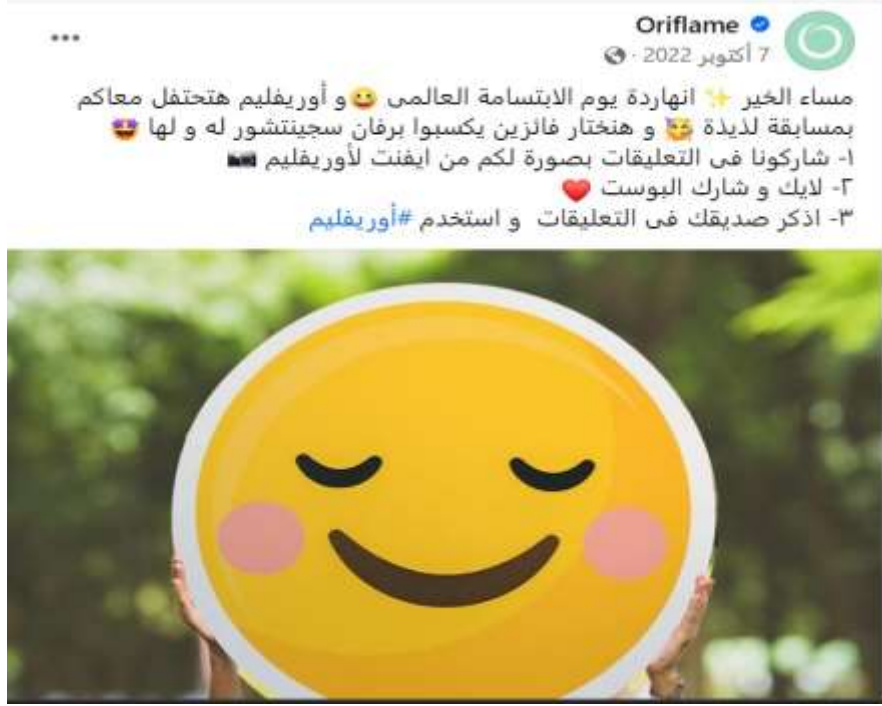 Oriflame
7 أكتوبر 2022 ·
مساء الخير ✨ انهاردة يوم الابتسامة العالمى 😀 و أوريفليم هتحتفل معاكم
بمسابقة لذيذة 🥰 و هنختار فائزين يكسبوا برفان سجينتشور له و لها 🤩
١- شاركونا فى التعليقات بصورة لكم من ايفنت لأوريفليم 📷
٢- لايك و شارك البوست ❤️
٣- اذكر صديقك فى التعليقات و استخدم #أوريفليم